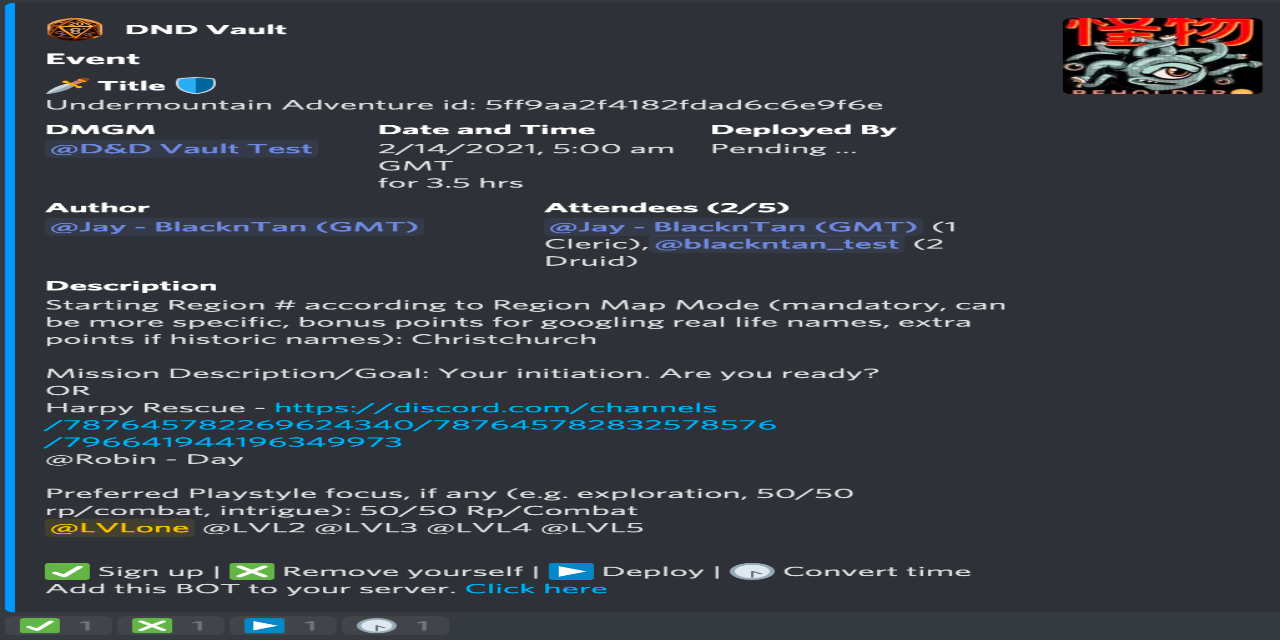 DND Vault
怪物
BEHOLDER
Event
Title
Undermountain Adventure id: 5ff9aa2f4182fdad6c6e9f6e
DMGM
Date and Time
Deployed By
@D&D Vault Test
2/14/2021, 5:00 am
GMT
for 3.5 hrs
Pending ...
Author
Attendees (2/5)
@Jay - BlacknTan (GMT)
@Jay - BlacknTan (GMT) (1
Cleric), @blackntan_test (2
Druid)
Description
Starting Region # according to Region Map Mode (mandatory, can
be more specific, bonus points for googling real life names, extra
points if historic names): Christchurch
Mission Description/Goal: Your initiation. Are you ready?
OR
Harpy Rescue - https://discord.com/channels
/787645782269624340/787645782832578576
/796641944196349973
@Robin - Day
Preferred Playstyle focus, if any (e.g. exploration, 50/50
rp/combat, intrigue): 50/50 Rp/Combat
@LVLone @LVL2 @LVL3 @LVL4 @LVL5
Sign up | Remove yourself | Deploy | Convert time
Add this BOT to your server. Click here
1 1 1 1